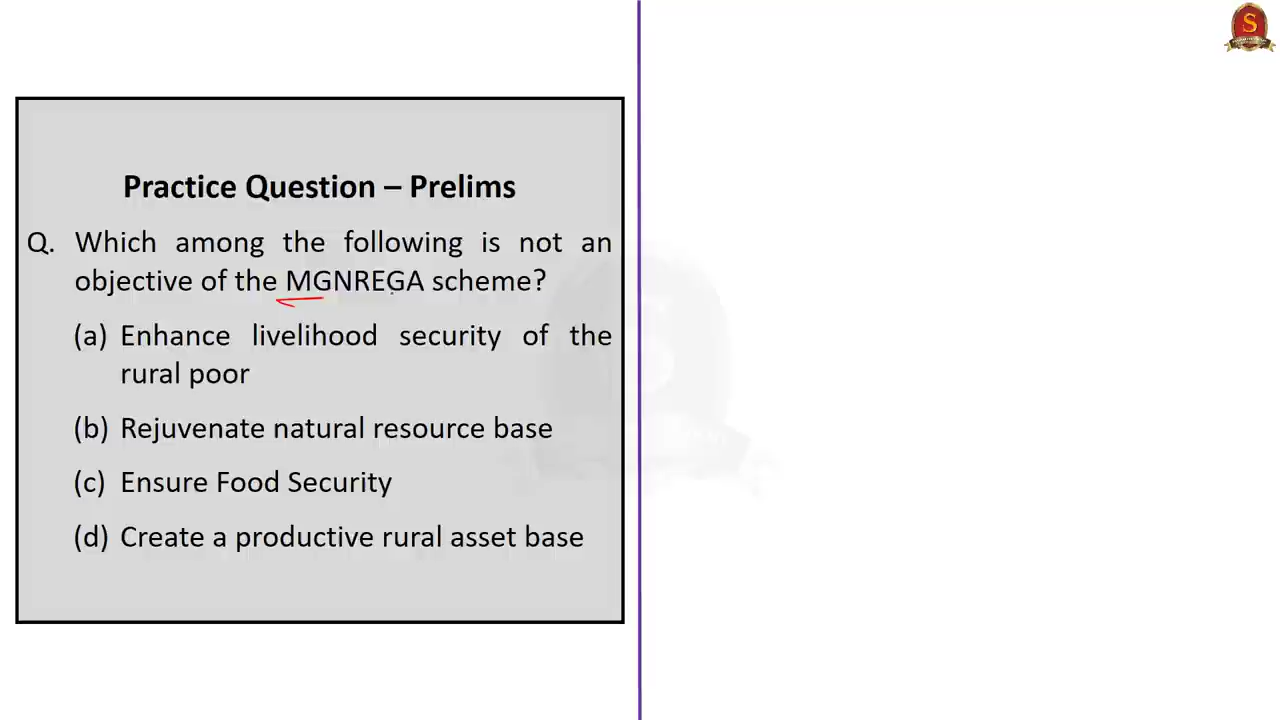 S
Practice Question – Prelims
Q. Which among the following is not an
objective of the MGNREGA scheme?
(a) Enhance livelihood security of the
rural poor
(b) Rejuvenate natural resource base
(c) Ensure Food Security
(d) Create a productive rural asset base